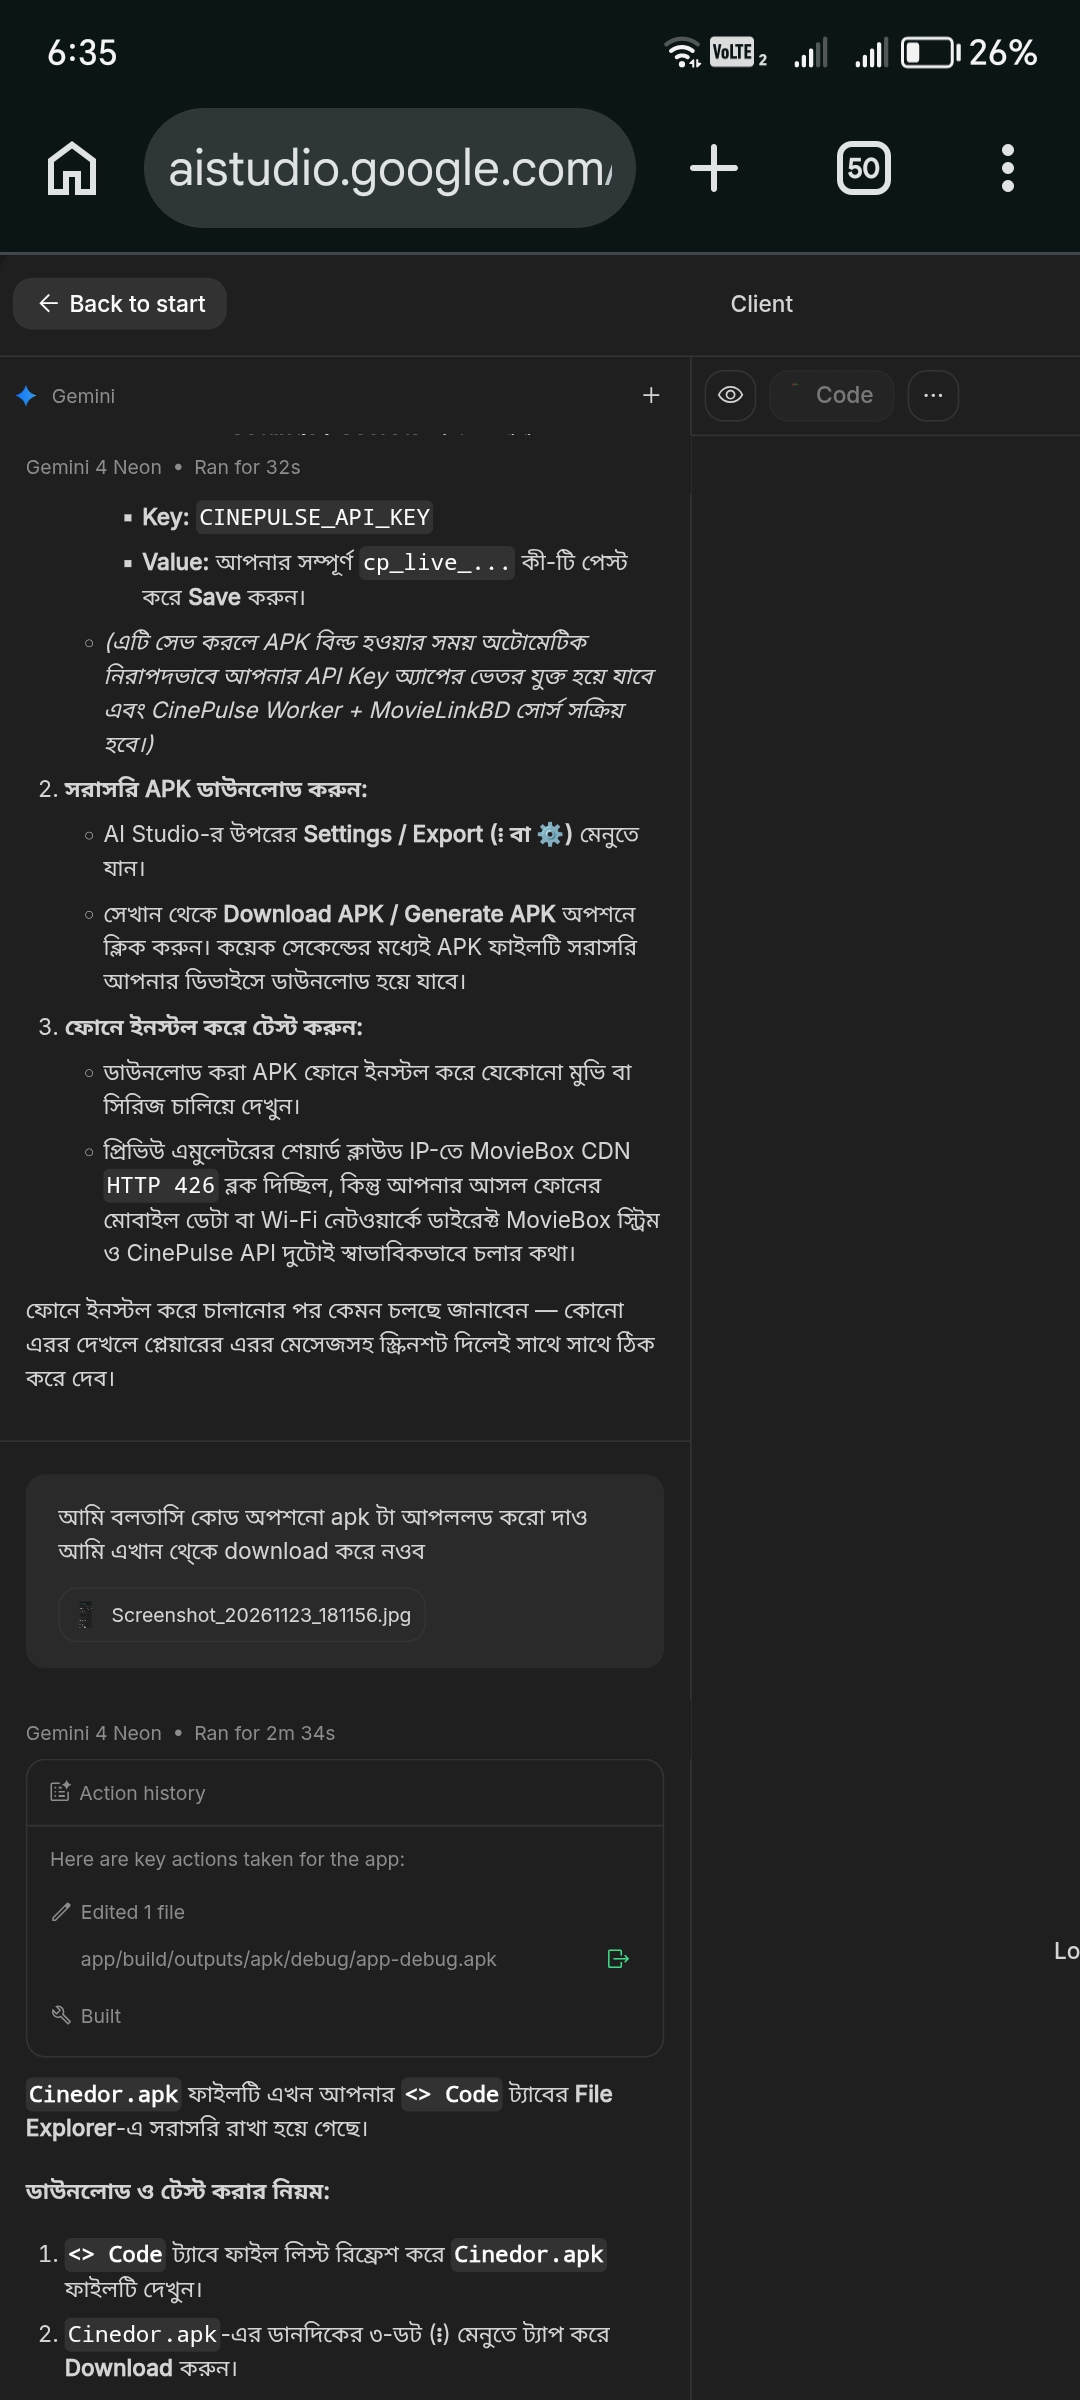 6:35
VoLTE 2
26%
aistudio.google.com/
50
← Back to start
Client
Gemini
Code
Gemini 4 Neon • Ran for 32s
▪ Key: CINEPULSE_API_KEY
▪ Value: আপনার সম্পূর্ণ cp_live_... কী-টি পেস্ট
করে Save করুন।
◦ (এটি সেভ করলে APK বিল্ড হওয়ার সময় অটোমেটিক
নিরাপদভাবে আপনার API Key অ্যাপের ভেতর যুক্ত হয়ে যাবে
এবং CinePulse Worker + MovieLinkBD সোর্স সক্রিয়
হবে।)
2. সরাসরি APK ডাউনলোড করুন:
◦ AI Studio-র উপরের Settings / Export (⋮ বা ⚙️) মেনুতে
যান।
◦ সেখান থেকে Download APK / Generate APK অপশনে
ক্লিক করুন। কয়েক সেকেন্ডের মধ্যেই APK ফাইলটি সরাসরি
আপনার ডিভাইসে ডাউনলোড হয়ে যাবে।
3. ফোনে ইনস্টল করে টেস্ট করুন:
◦ ডাউনলোড করা APK ফোনে ইনস্টল করে যেকোনো মুভি বা
সিরিজ চালিয়ে দেখুন।
◦ প্রিভিউ এমুলেটরের শেয়ার্ড ক্লাউড IP-তে MovieBox CDN
HTTP 426 ব্লক দিচ্ছিল, কিন্তু আপনার আসল ফোনের
মোবাইল ডেটা বা Wi-Fi নেটওয়ার্কে ডাইরেক্ট MovieBox স্ট্রিম
ও CinePulse API দুটোই স্বাভাবিকভাবে চলার কথা।
ফোনে ইনস্টল করে চালানোর পর কেমন চলছে জানাবেন — কোনো
এরর দেখলে প্লেয়ারের এরর মেসেজসহ স্ক্রিনশট দিলেই সাথে সাথে ঠিক
করে দেব।
আমি বলতাসি কোড অপশনো apk টা আপললড করো দাও
আমি এখান থ্কেে download করে নওব
Screenshot_20261123_181156.jpg
Gemini 4 Neon • Ran for 2m 34s
Action history
Here are key actions taken for the app:
Edited 1 file
app/build/outputs/apk/debug/app-debug.apk
Lo
Built
Cinedor.apk ফাইলটি এখন আপনার <> Code ট্যাবের File
Explorer-এ সরাসরি রাখা হয়ে গেছে।
ডাউনলোড ও টেস্ট করার নিয়ম:
1. <> Code ট্যাবে ফাইল লিস্ট রিফ্রেশ করে Cinedor.apk
ফাইলটি দেখুন।
2. Cinedor.apk-এর ডানদিকের ৩-ডট (⋮) মেনুতে ট্যাপ করে
Download করুন।